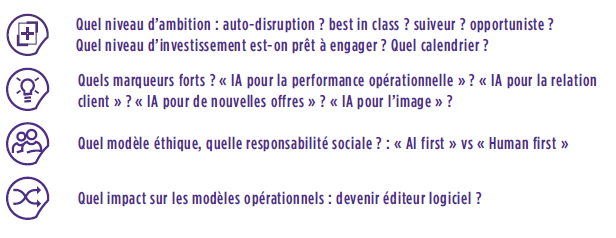 Quel niveau d'ambition : auto-disruption ? best in class ? suiveur ? opportuniste ?
Quel niveau d'investissement est-on prêt à engager ? Quel calendrier ?
Quels marqueurs forts ? « IA pour la performance opérationnelle » ? « IA pour la relation
client » ? « IA pour de nouvelles offres » ? « IA pour l'image » ?
Quel modèle éthique, quelle responsabilité sociale ? : « AI first » vs « Human first »
Quel impact sur les modèles opérationnels : devenir éditeur logiciel ?